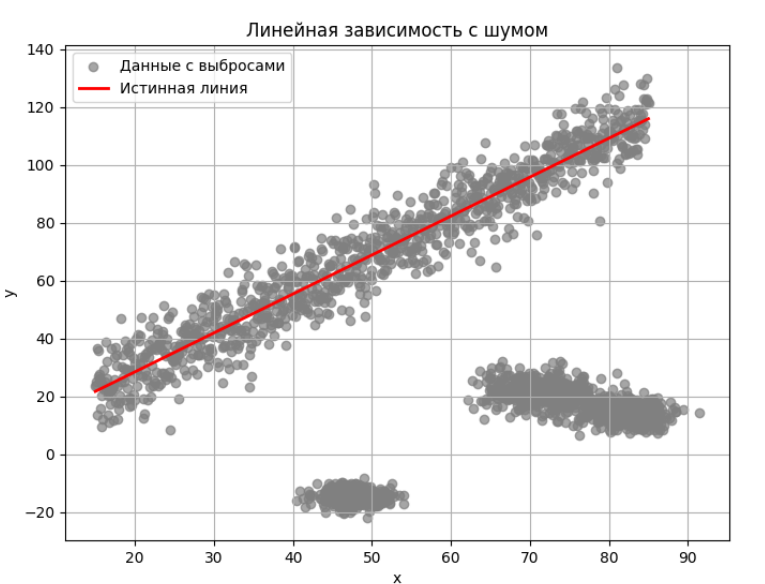 Линейная зависимость с шумом
Данные с выбросами
Истинная линия
140
120
100
80
60
40
20
0
−20
y
20 30 40 50 60 70 80 90
x